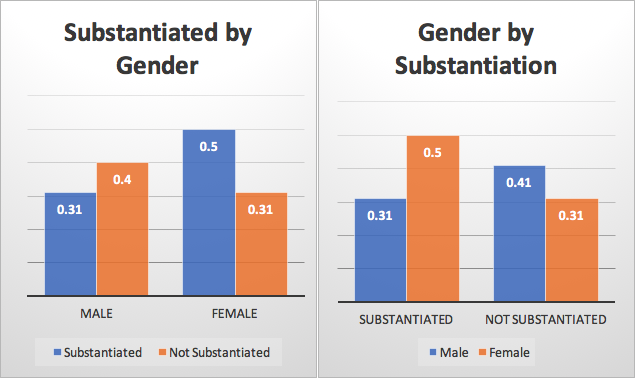 Substantiated by
Gender
0.31
0.4
0.5
0.31
MALE
FEMALE
Substantiated
Not Substantiated
Gender by
Substantiation
0.31
0.5
0.41
0.31
SUBSTANTIATED
NOT SUBSTANTIATED
Male
Female